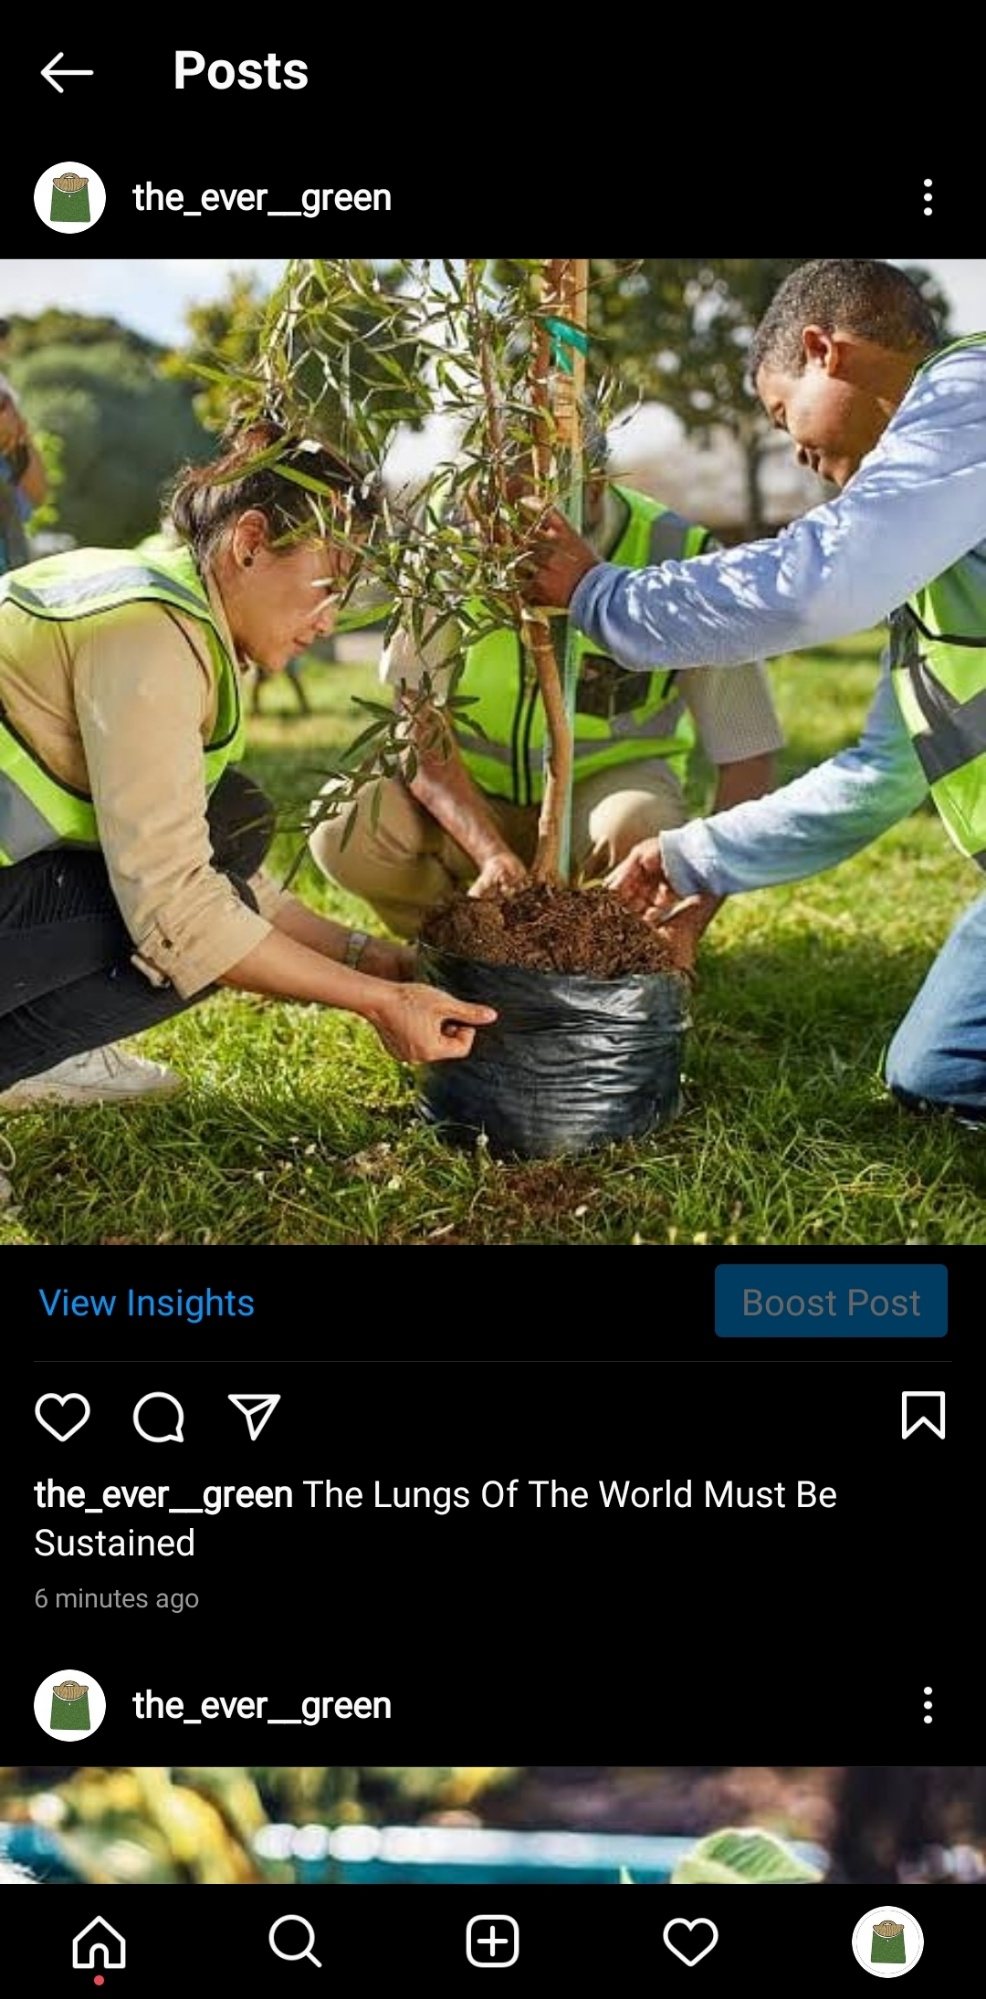 Posts
the_ever__green
View Insights
Boost Post
the_ever__green The Lungs Of The World Must Be
Sustained
6 minutes ago
the_ever__green